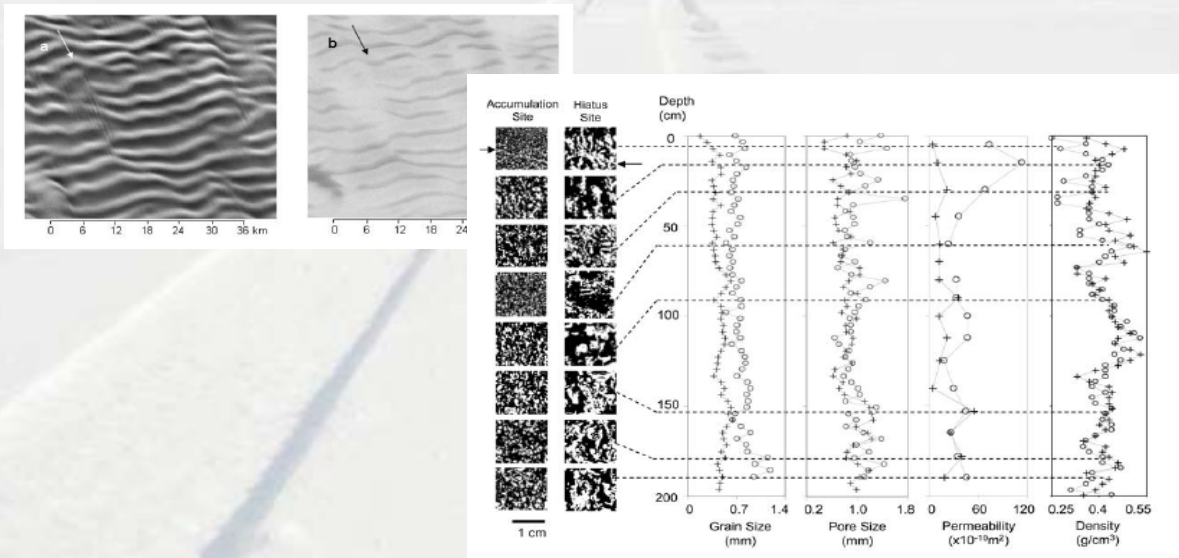 a
b
0 6 12 18 24 30 36 km
0 6 12 18 24
Accumulation Site
Hiatus Site
Depth (cm)
0
50
100
150
200
1 cm
0 0.7 1.4
Grain Size (mm)
0.2 1.0 1.8
Pore Size (mm)
0 60 120
Permeability (x10⁻¹⁰m²)
0.25 0.4 0.55
Density (g/cm³)